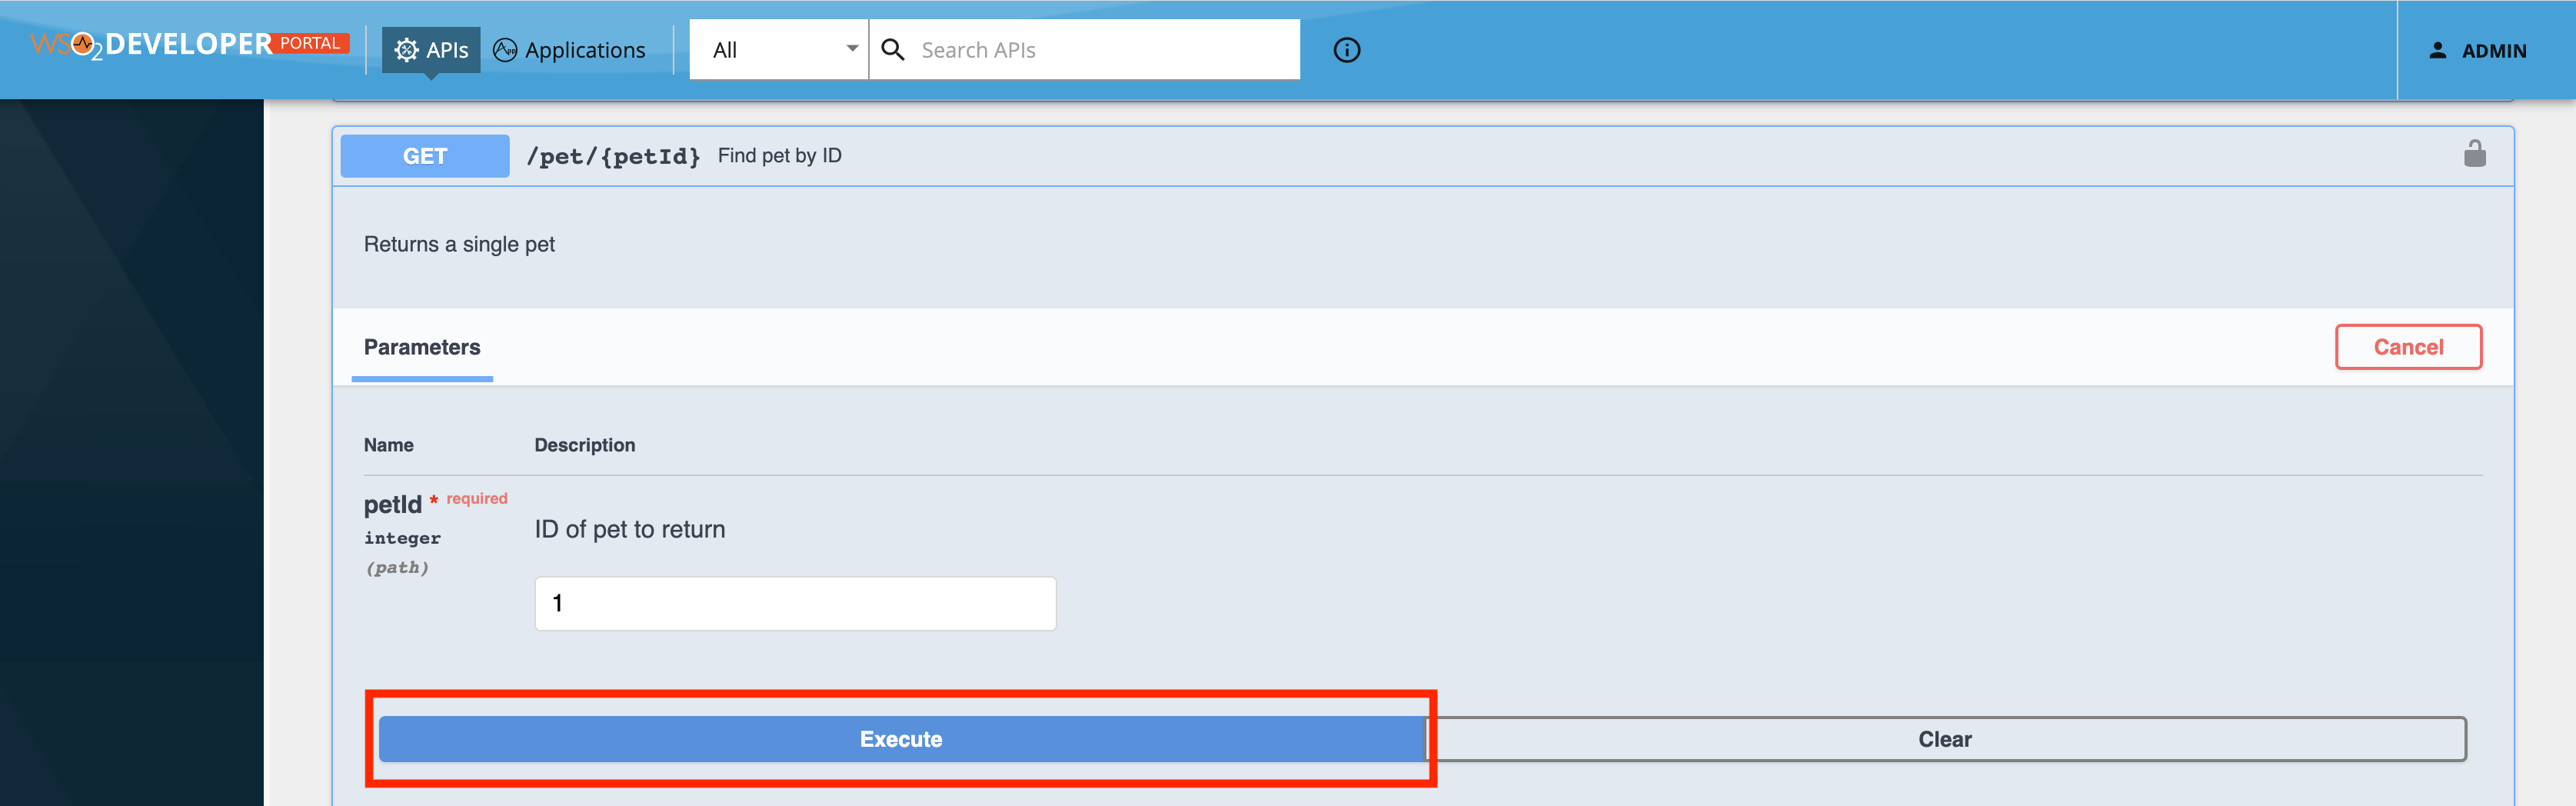 WSO2 DEVELOPER PORTAL APIs Applications All Search APIs ADMIN
GET /pet/{petId} Find pet by ID
Returns a single pet
Parameters Cancel
Name Description
petId * required
integer
(path)
ID of pet to return
1
Execute Clear